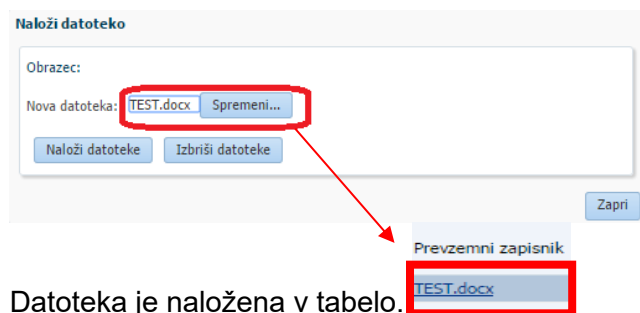 Naloži datoteko
Obrazec:
Nova datoteka: TEST.docx Spremeni...
Naloži datoteke Izbriši datoteke
Zapri
Prevzemni zapisnik
TEST.docx
Datoteka je naložena v tabelo.